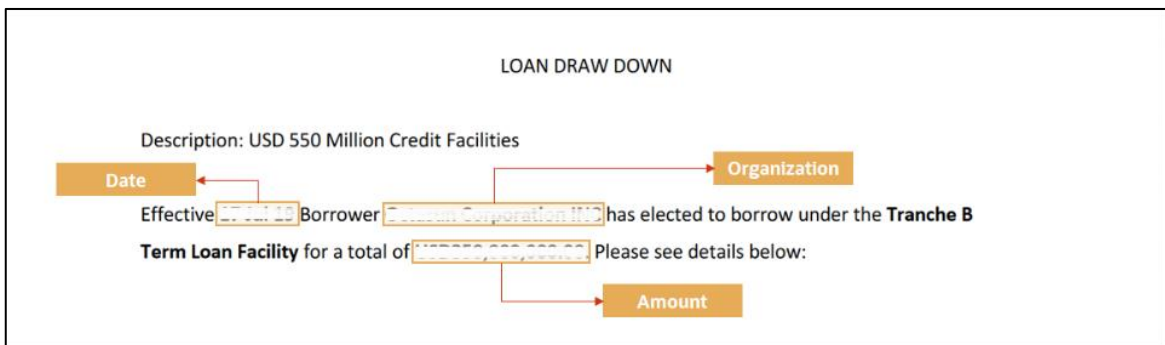 LOAN DRAW DOWN
Description: USD 550 Million Credit Facilities
Organization
Date
Effective Borrower Corporation has elected to borrow under the Tranche B
Term Loan Facility for a total of Please see details below:
Amount